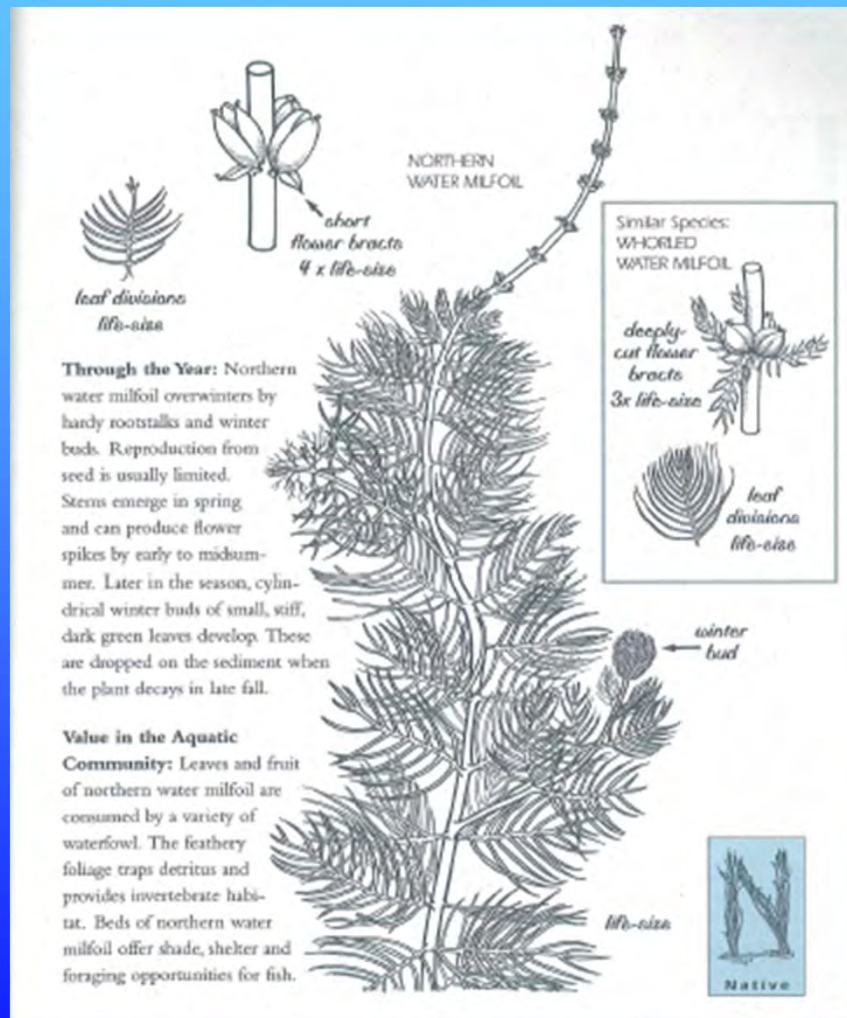 NORTHERN
WATER MILFOIL
short
flower bracts
4 x life-size
leaf divisions
life-size
Similar Species:
WHORLED
WATER MILFOIL
deeply-
cut flower
bracts
3x life-size
leaf
divisions
life-size
Through the Year: Northern
water milfoil overwinters by
hardy rootstalks and winter
buds. Reproduction from
seed is usually limited.
Stems emerge in spring
and can produce flower
spikes by early to midsum-
mer. Later in the season, cylin-
drical winter buds of small, stiff,
dark green leaves develop. These
are dropped on the sediment when
the plant decays in late fall.
winter
bud
Value in the Aquatic
Community: Leaves and fruit
of northern water milfoil are
consumed by a variety of
waterfowl. The feathery
foliage traps detritus and
provides invertebrate habi-
tat. Beds of northern water
milfoil offer shade, shelter and
foraging opportunities for fish.
life-size
N
Native